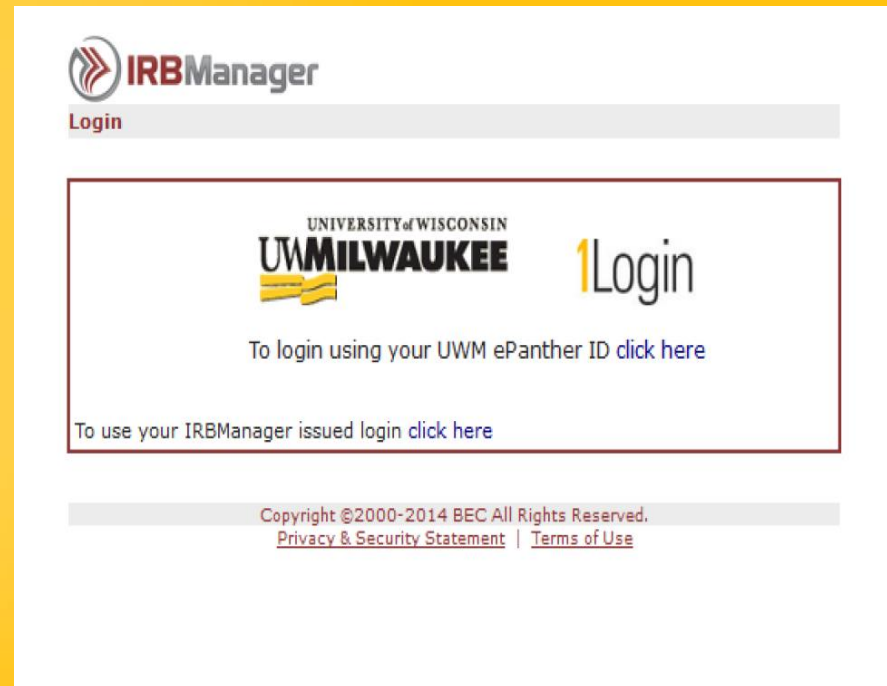 IRBManager
Login
UNIVERSITY of WISCONSIN
UWMILWAUKEE
1Login
To login using your UWM ePanther ID click here
To use your IRBManager issued login click here
Copyright ©2000-2014 BEC All Rights Reserved.
Privacy & Security Statement | Terms of Use